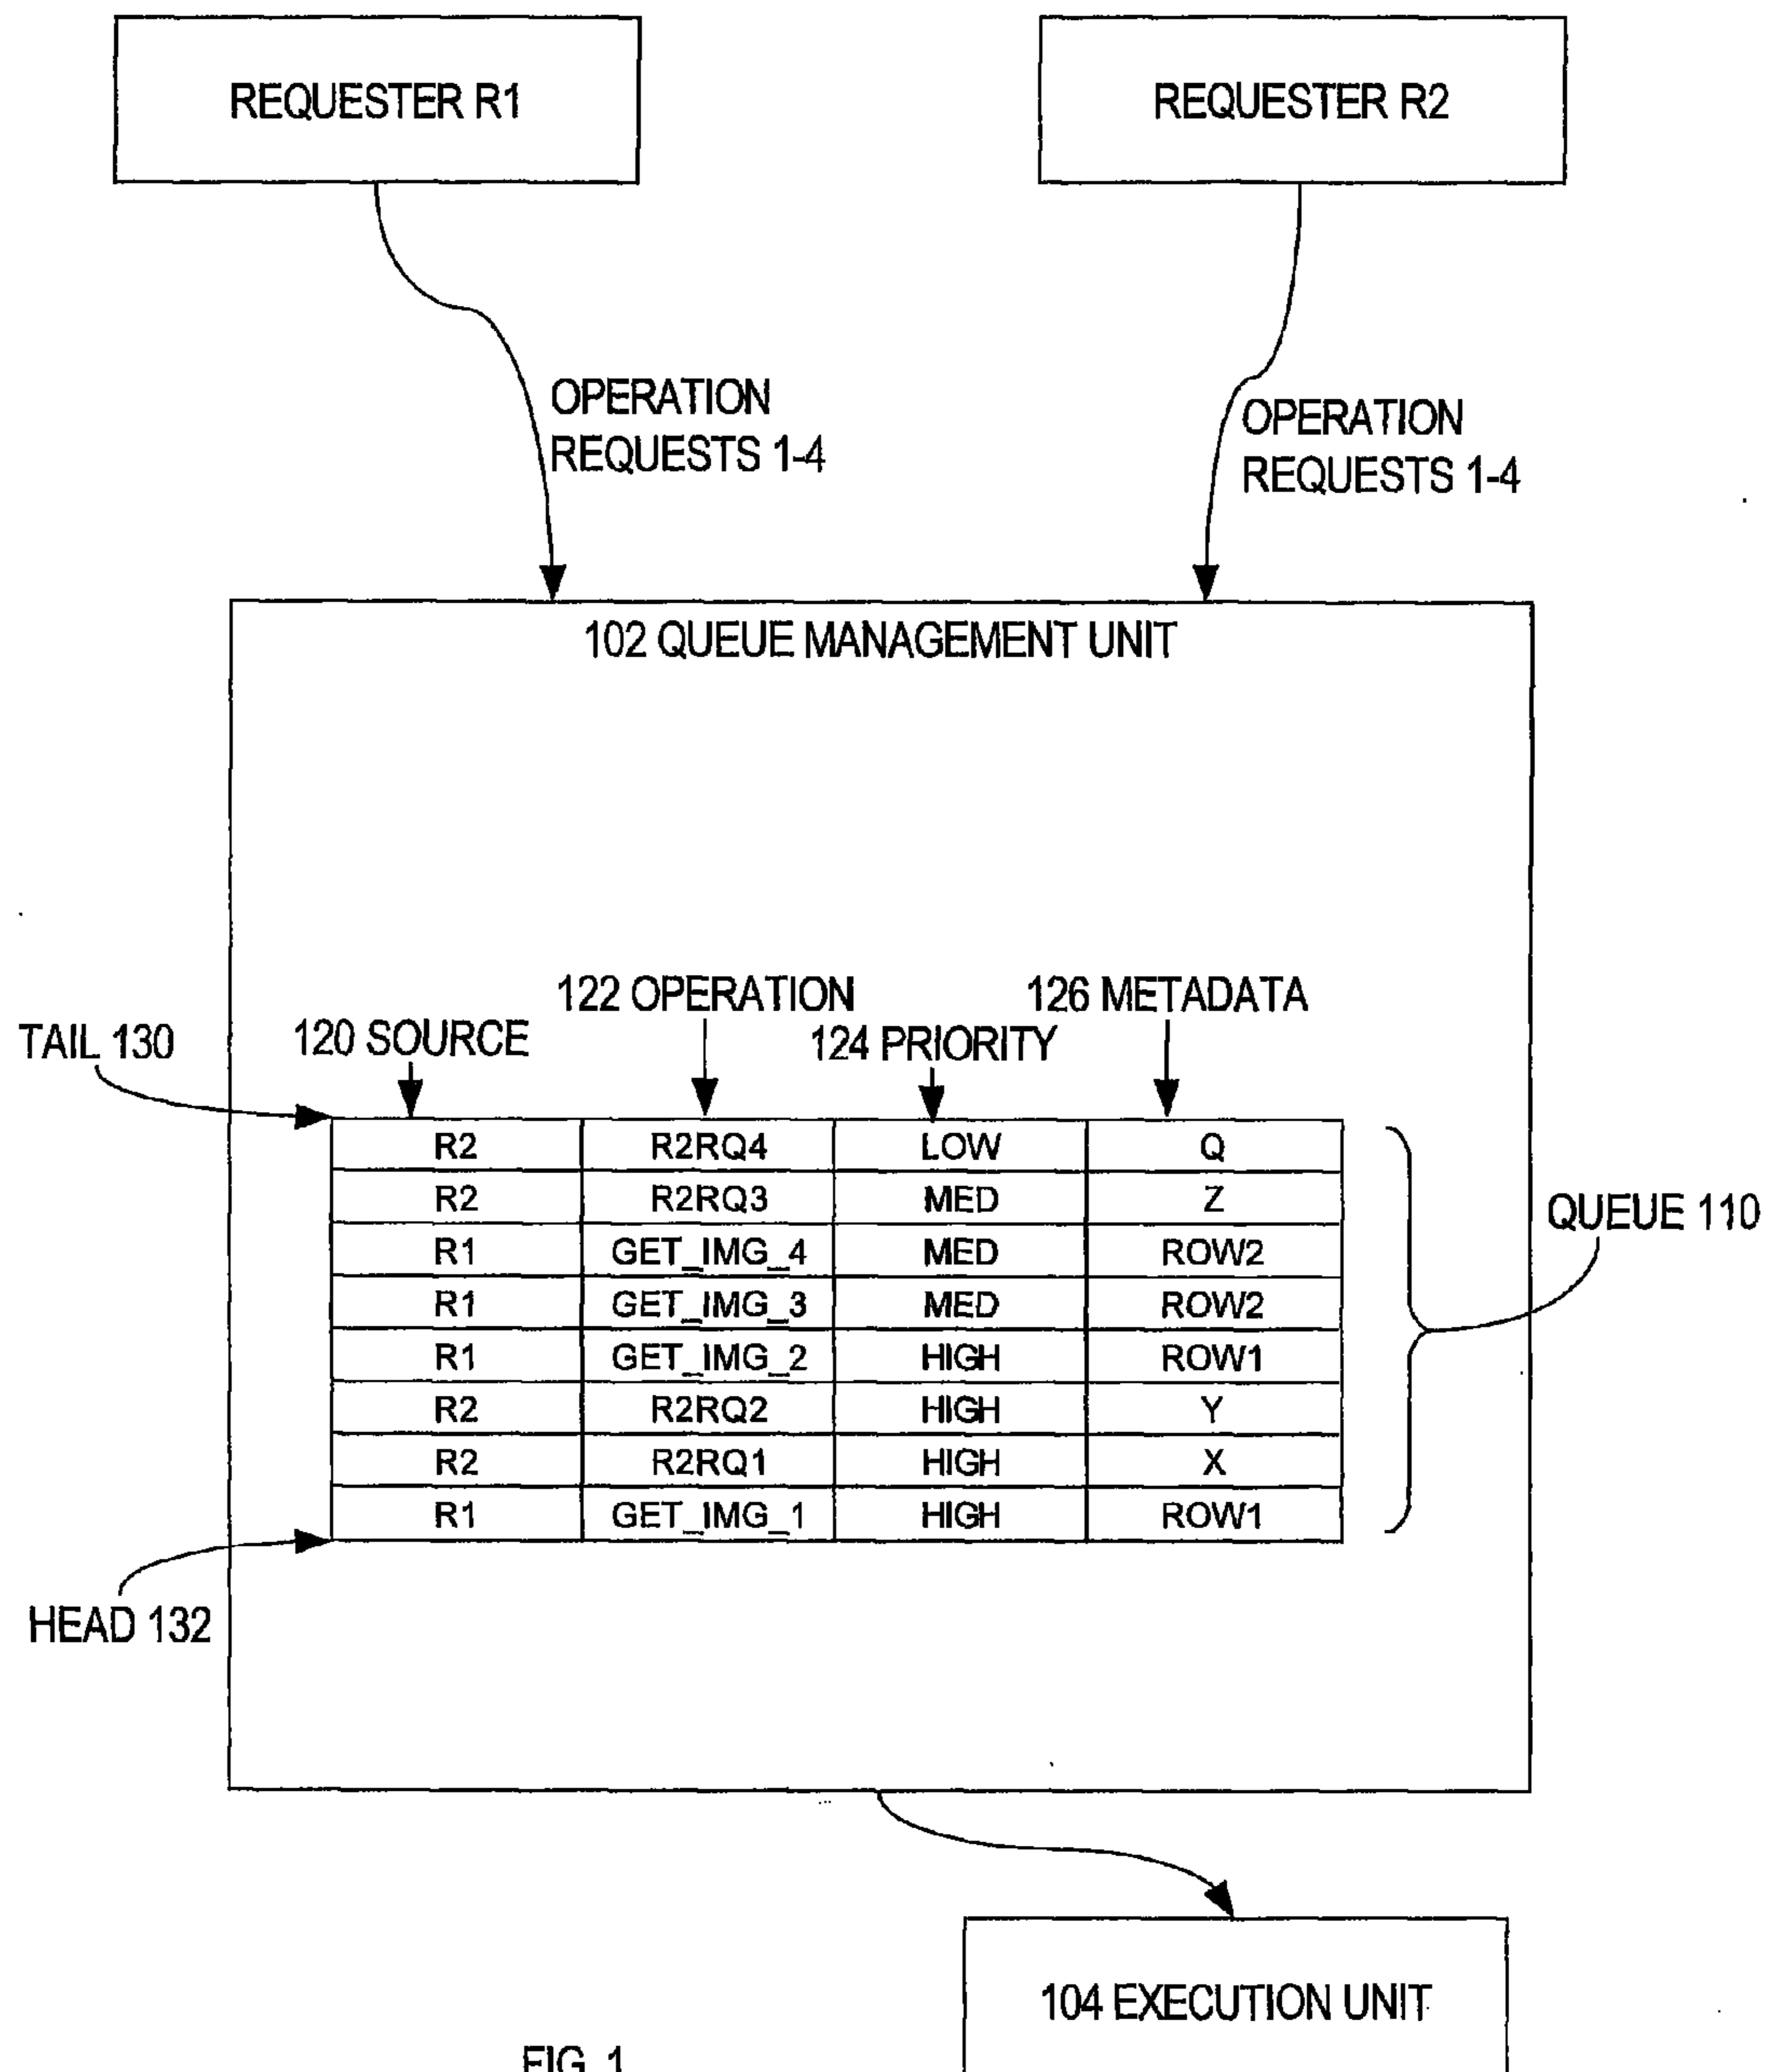 REQUESTER R1
REQUESTER R2
OPERATION
REQUESTS 1-4
OPERATION
REQUESTS 1-4
102 QUEUE MANAGEMENT UNIT
122 OPERATION
126 METADATA
TAIL 130
120 SOURCE
124 PRIORITY
R2 R2RQ4 LOW Q
R2 R2RQ3 MED Z
R1 GET_IMG_4 MED ROW2
R1 GET_IMG_3 MED ROW2
R1 GET_IMG_2 HIGH ROW1
R2 R2RQ2 HIGH Y
R2 R2RQ1 HIGH X
R1 GET_IMG_1 HIGH ROW1
QUEUE 110
HEAD 132
104 EXECUTION UNIT
FIG. 1